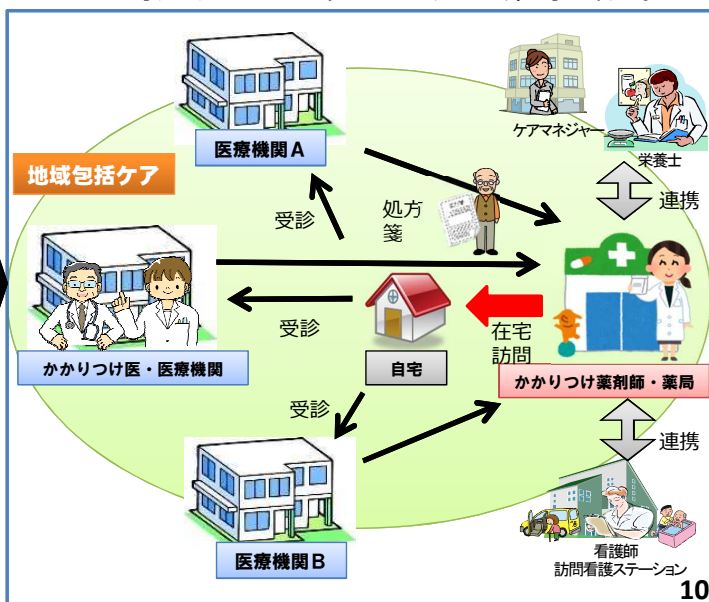 ケアマネジャー
栄養士
医療機関A
地域包括ケア
連携
受診
処方
箋
受診
在宅
訪問
かかりつけ医・医療機関
自宅
かかりつけ薬剤師・薬局
受診
連携
医療機関B
看護師
訪問看護ステーション
10